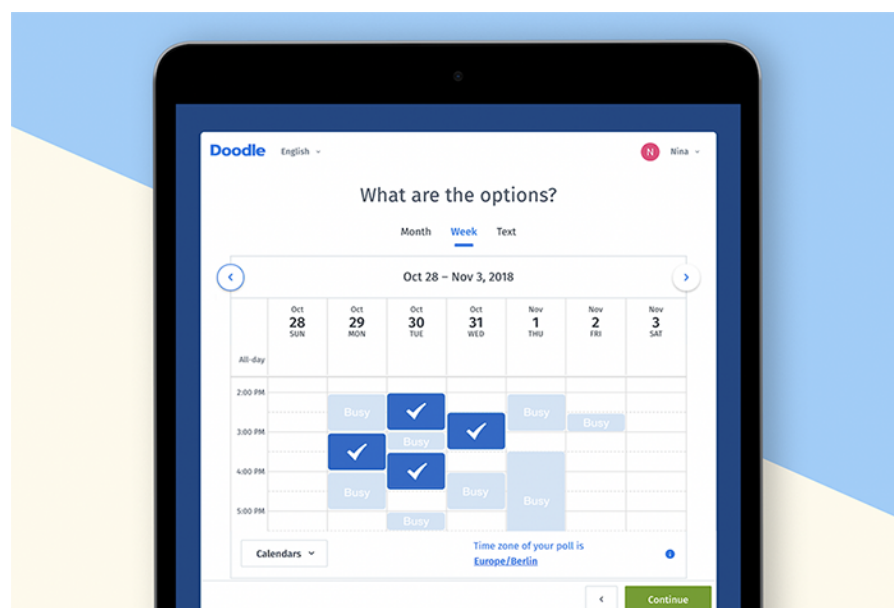 Doodle English N Nina
What are the options?
Month Week Text
Oct 28 – Nov 3, 2018
Oct Oct Oct Oct Nov Nov Nov
28 29 30 31 1 2 3
SUN MON TUE WED THU FRI SAT
All-day
2:00 PM
Busy Busy
Busy
3:00 PM
Busy
4:00 PM
Busy Busy
Busy
5:00 PM
Busy
Calendars Time zone of your poll is
Europe/Berlin
Continue